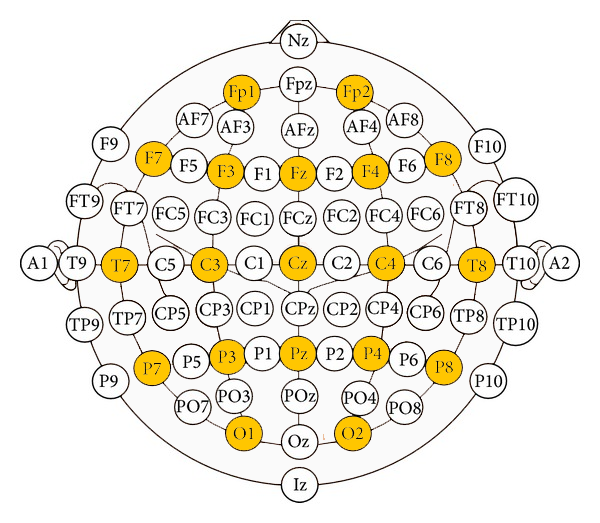 Nz
Fp1 Fpz Fp2
AF7 AF3 AFz AF4 AF8
F9 F10
F7 F5 F3 F1 Fz F2 F4 F6 F8
FT9 FT7 FC5 FC3 FC1 FCz FC2 FC4 FC6 FT8 FT10
A1 T9 T7 C5 C3 C1 Cz C2 C4 C6 T8 T10 A2
TP9 TP7 CP5 CP3 CP1 CPz CP2 CP4 CP6 TP8 TP10
P7 P5 P3 P1 Pz P2 P4 P6 P8
P9 P10
PO7 PO3 POz PO4 PO8
O1 Oz O2
Iz